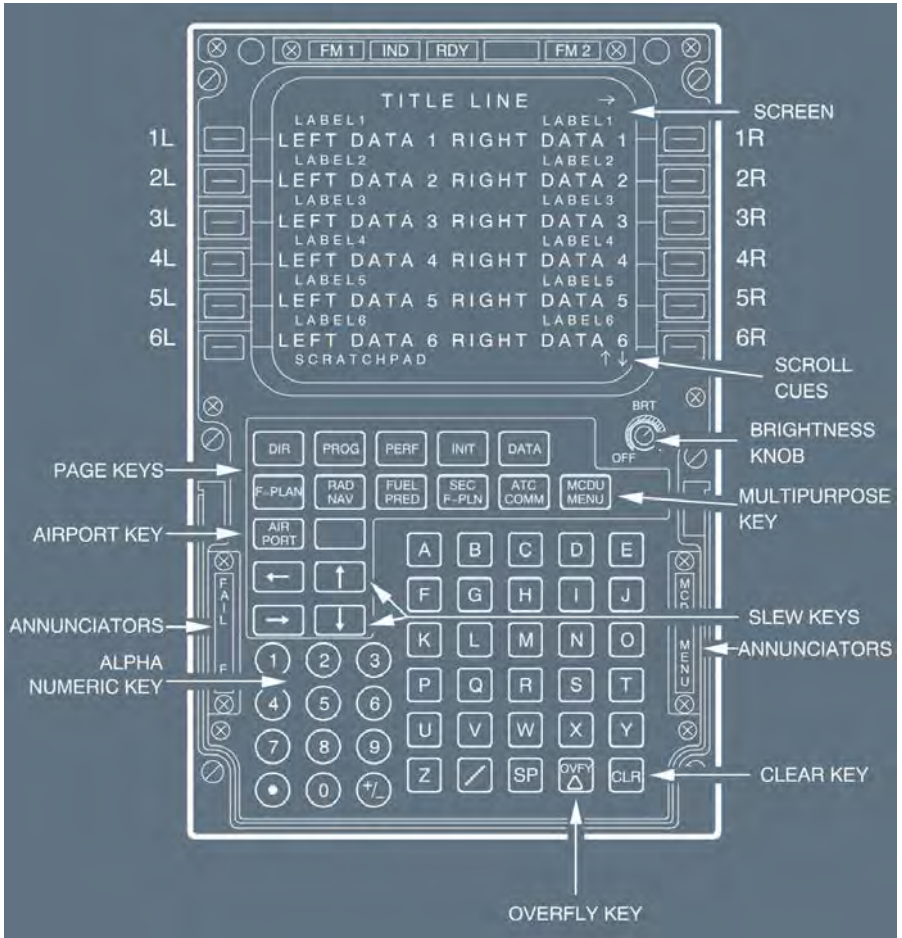 FM 1 IND RDY FM 2
TITLE LINE →
SCREEN
LABEL1 LABEL1
1L LEFT DATA 1 RIGHT DATA 1 1R
LABEL2 LABEL2
2L LEFT DATA 2 RIGHT DATA 2 2R
LABEL3 LABEL3
3L LEFT DATA 3 RIGHT DATA 3 3R
LABEL4 LABEL4
4L LEFT DATA 4 RIGHT DATA 4 4R
LABEL5 LABEL5
5L LEFT DATA 5 RIGHT DATA 5 5R
LABEL6 LABEL6
6L LEFT DATA 6 RIGHT DATA 6 6R
SCRATCHPAD ↑↓
SCROLL
CUES
BRT
OFF
BRIGHTNESS
KNOB
DIR PROG PERF INIT DATA
PAGE KEYS
F-PLAN RAD NAV FUEL PRED SEC F-PLN ATC COMM MCDU MENU
MULTIPURPOSE
KEY
AIRPORT KEY
AIR PORT
← ↑
→ ↓
SLEW KEYS
ANNUNCIATORS
FAIL F
MCD MENU
ANNUNCIATORS
ALPHA
NUMERIC KEY
1 2 3
4 5 6
7 8 9
• 0 +/-
A B C D E
F G H I J
K L M N O
P Q R S T
U V W X Y
Z / SP OVFY △ CLR
CLEAR KEY
OVERFLY KEY